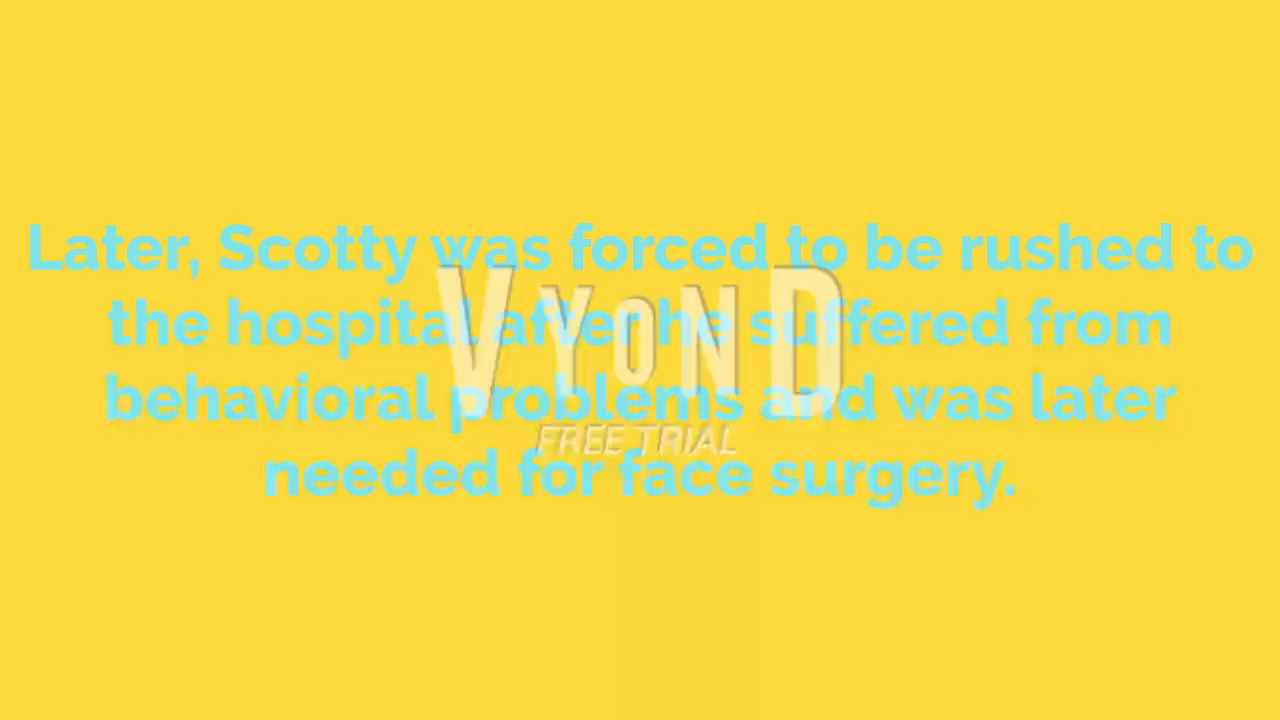 Later, Scotty was forced to be rushed to
the hospital after he suffered from
behavioral problems and was later
needed for face surgery.
VYOND
FREE TRIAL